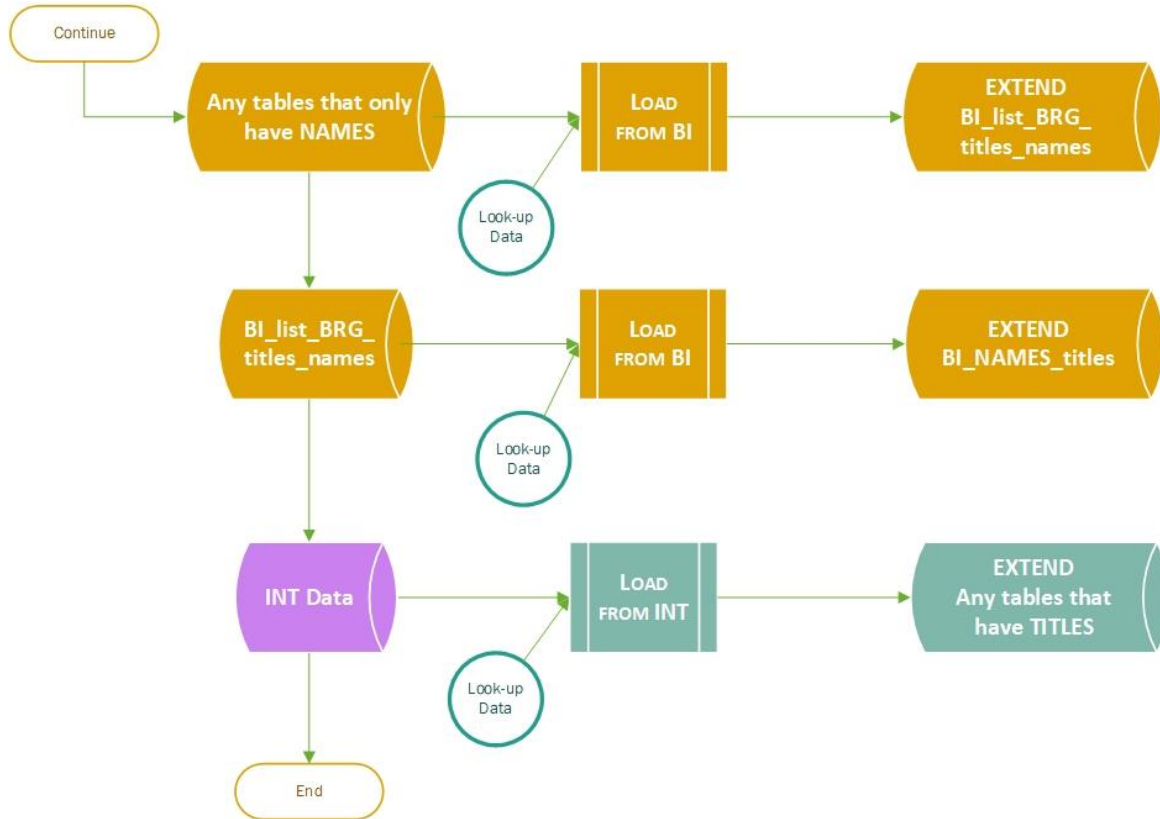 Continue
Any tables that only
have NAMES
LOAD
FROM BI
EXTEND
BI_list_BRG_
titles_names
Look-up
Data
BI_list_BRG_
titles_names
LOAD
FROM BI
EXTEND
BI_NAMES_titles
Look-up
Data
INT Data
LOAD
FROM INT
EXTEND
Any tables that
have TITLES
Look-up
Data
End